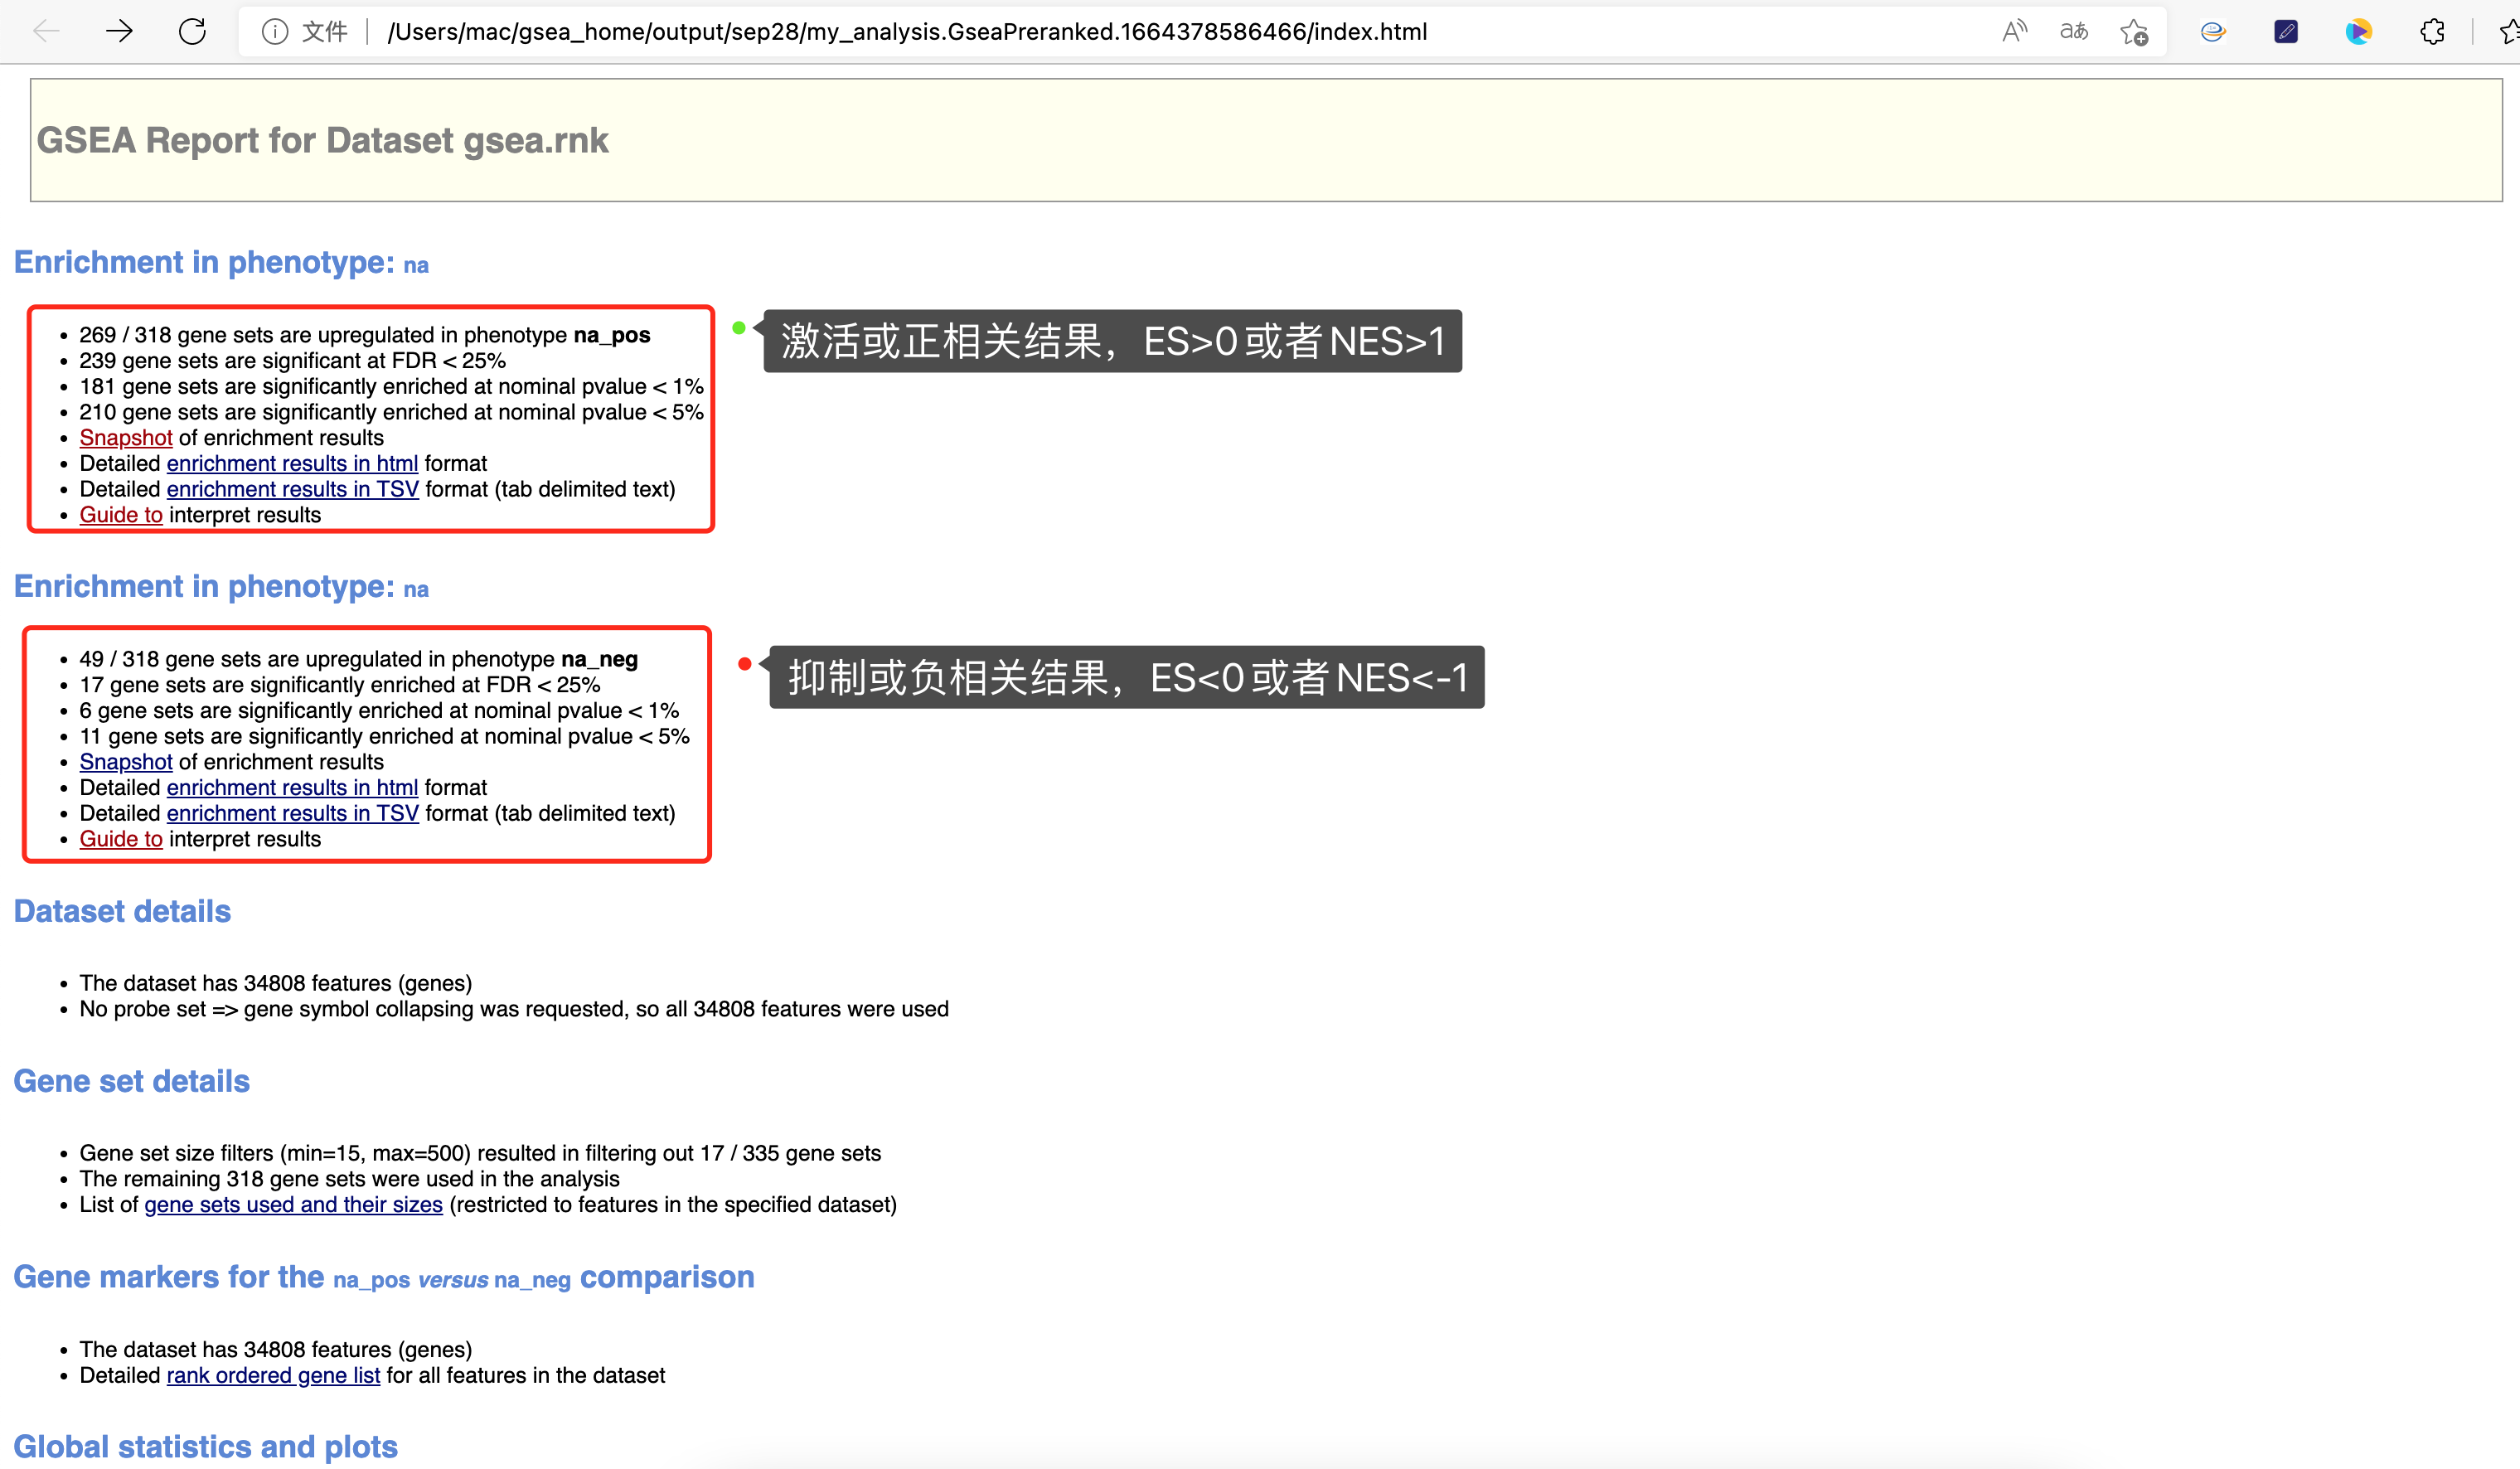 文件 | /Users/mac/gsea_home/output/sep28/my_analysis.GseaPreranked.1664378586466/index.html
aあ
GSEA Report for Dataset gsea.rnk
Enrichment in phenotype: na
• 269 / 318 gene sets are upregulated in phenotype na_pos
激活或正相关结果，ES>0或者NES>1
• 239 gene sets are significant at FDR < 25%
• 181 gene sets are significantly enriched at nominal pvalue < 1%
• 210 gene sets are significantly enriched at nominal pvalue < 5%
• Snapshot of enrichment results
• Detailed enrichment results in html format
• Detailed enrichment results in TSV format (tab delimited text)
• Guide to interpret results
Enrichment in phenotype: na
• 49 / 318 gene sets are upregulated in phenotype na_neg
抑制或负相关结果，ES<0或者NES<-1
• 17 gene sets are significantly enriched at FDR < 25%
• 6 gene sets are significantly enriched at nominal pvalue < 1%
• 11 gene sets are significantly enriched at nominal pvalue < 5%
• Snapshot of enrichment results
• Detailed enrichment results in html format
• Detailed enrichment results in TSV format (tab delimited text)
• Guide to interpret results
Dataset details
• The dataset has 34808 features (genes)
• No probe set => gene symbol collapsing was requested, so all 34808 features were used
Gene set details
• Gene set size filters (min=15, max=500) resulted in filtering out 17 / 335 gene sets
• The remaining 318 gene sets were used in the analysis
• List of gene sets used and their sizes (restricted to features in the specified dataset)
Gene markers for the na_pos versus na_neg comparison
• The dataset has 34808 features (genes)
• Detailed rank ordered gene list for all features in the dataset
Global statistics and plots